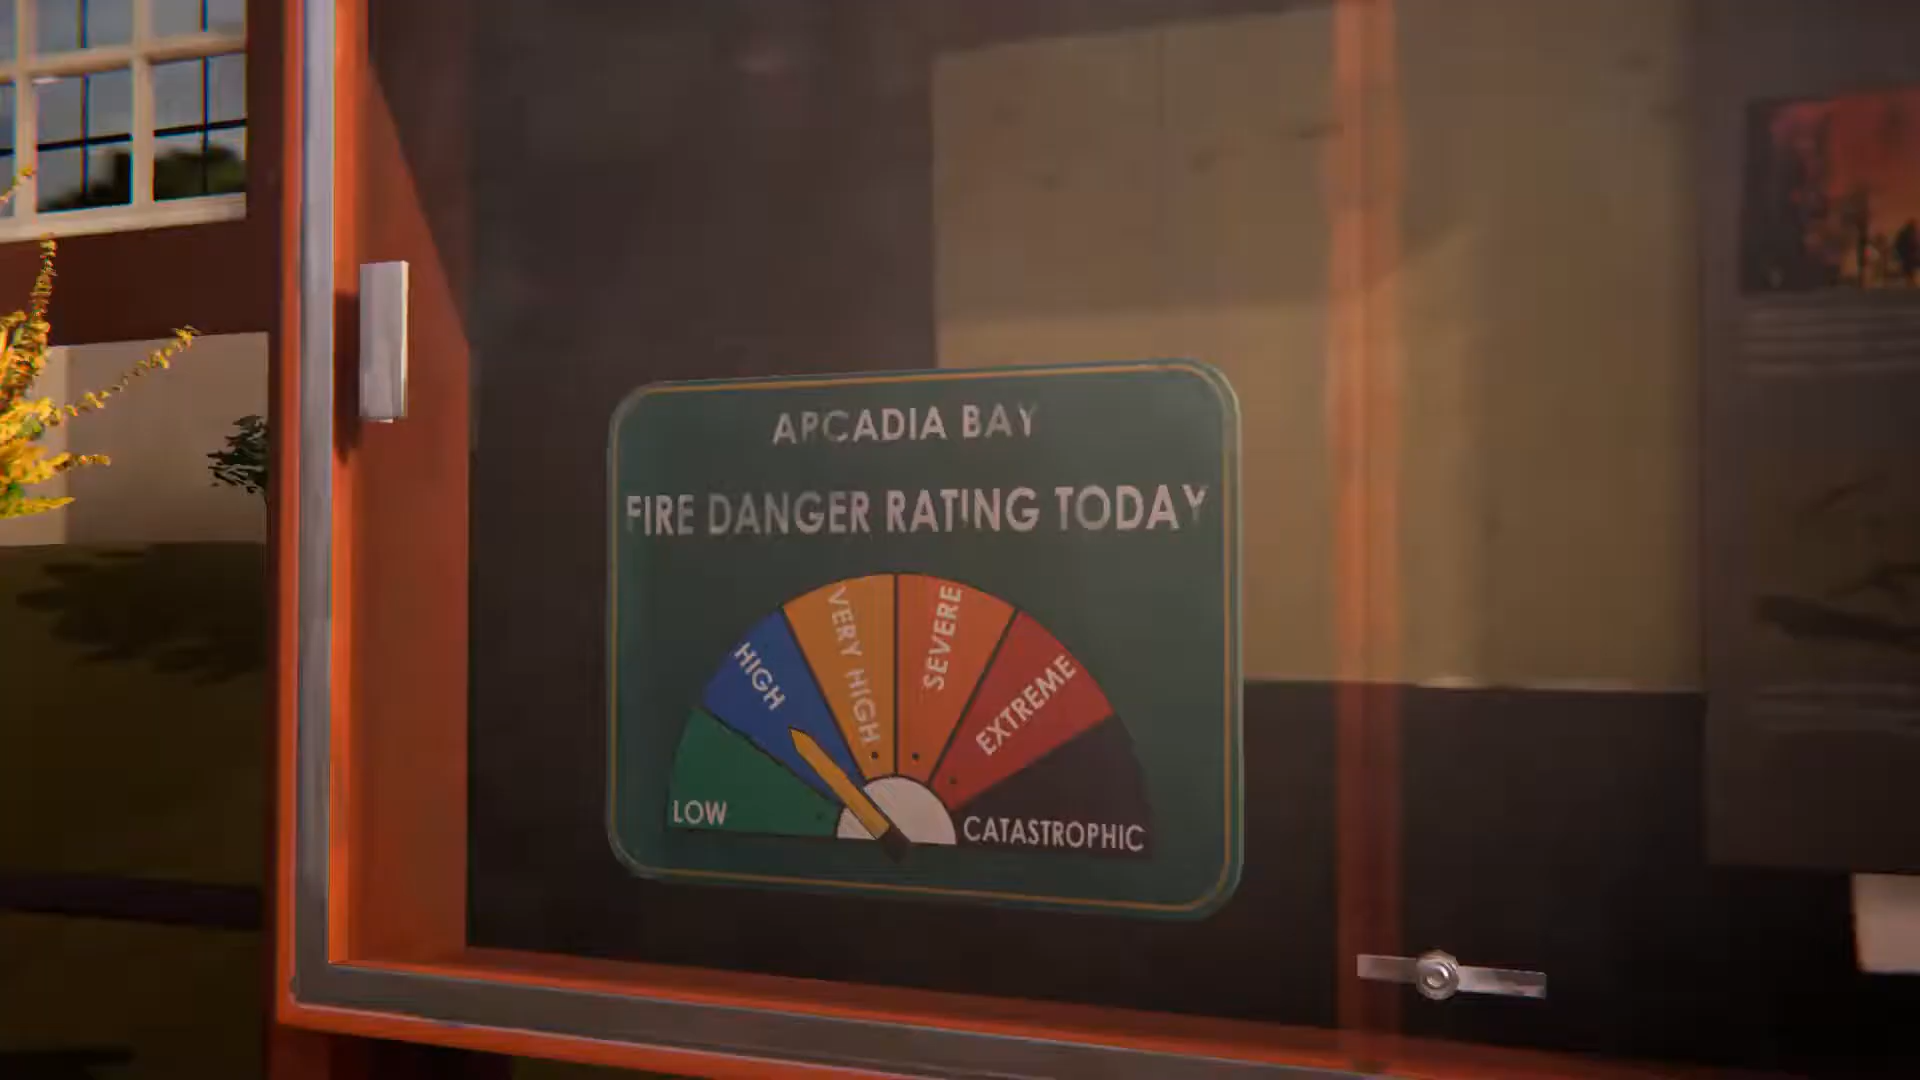 ARCADIA BAY
FIRE DANGER RATING TODAY
LOW
HIGH
VERY HIGH
SEVERE
EXTREME
CATASTROPHIC